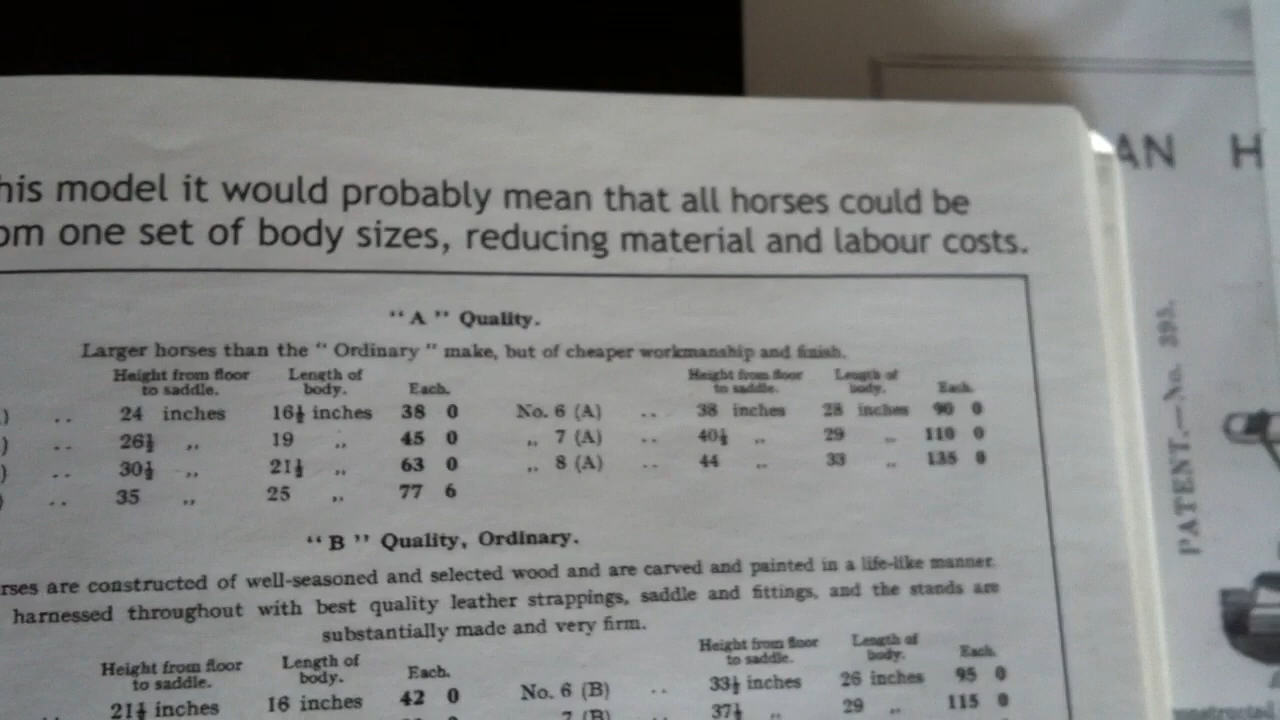 his model it would probably mean that all horses could be
om one set of body sizes, reducing material and labour costs.
"A" Quality.
Larger horses than the "Ordinary" make, but of cheaper workmanship and finish.
Height from floor to saddle. Length of body. Each. Height from floor to saddle. Length of body. Each.
) .. 24 inches 16½ inches 38 0 No. 6 (A) .. 38 inches 28 inches 90 0
) .. 26½ ,, 19 ,, 45 0 ,, 7 (A) .. 40½ ,, 29 ,, 110 0
) .. 30½ ,, 21½ ,, 63 0 ,, 8 (A) .. 44 ,, 33 ,, 135 0
) .. 35 ,, 25 ,, 77 6
"B" Quality, Ordinary.
rses are constructed of well-seasoned and selected wood and are carved and painted in a life-like manner.
harnessed throughout with best quality leather strappings, saddle and fittings, and the stands are
substantially made and very firm.
Height from floor to saddle. Length of body. Each. Height from floor to saddle. Length of body. Each.
21½ inches 16 inches 42 0 No. 6 (B) .. 33½ inches 26 inches 95 0
7 (B) 37½ ,, 29 ,, 115 0
AN H
PATENT.—No. 393.